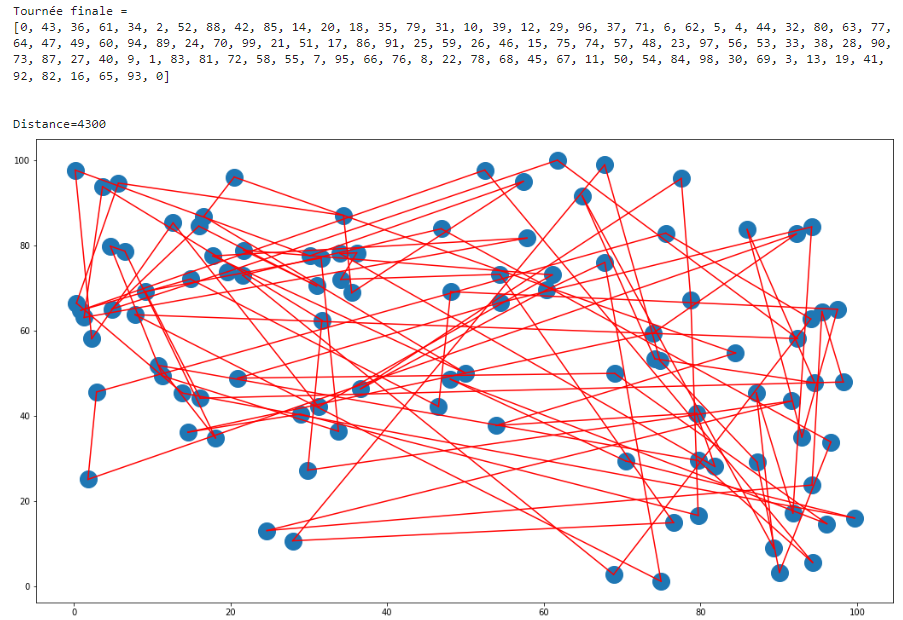 Tournée finale =
[0, 43, 36, 61, 34, 2, 52, 88, 42, 85, 14, 20, 18, 35, 79, 31, 10, 39, 12, 29, 96, 37, 71, 6, 62, 5, 4, 44, 32, 80, 63, 77,
64, 47, 49, 60, 94, 89, 24, 70, 99, 21, 51, 17, 86, 91, 25, 59, 26, 46, 15, 75, 74, 57, 48, 23, 97, 56, 53, 33, 38, 28, 90,
73, 87, 27, 40, 9, 1, 83, 81, 72, 58, 55, 7, 95, 66, 76, 8, 22, 78, 68, 45, 67, 11, 50, 54, 84, 98, 30, 69, 3, 13, 19, 41,
92, 82, 16, 65, 93, 0]
Distance=4300
100
80
60
40
20
0
0 20 40 60 80 100